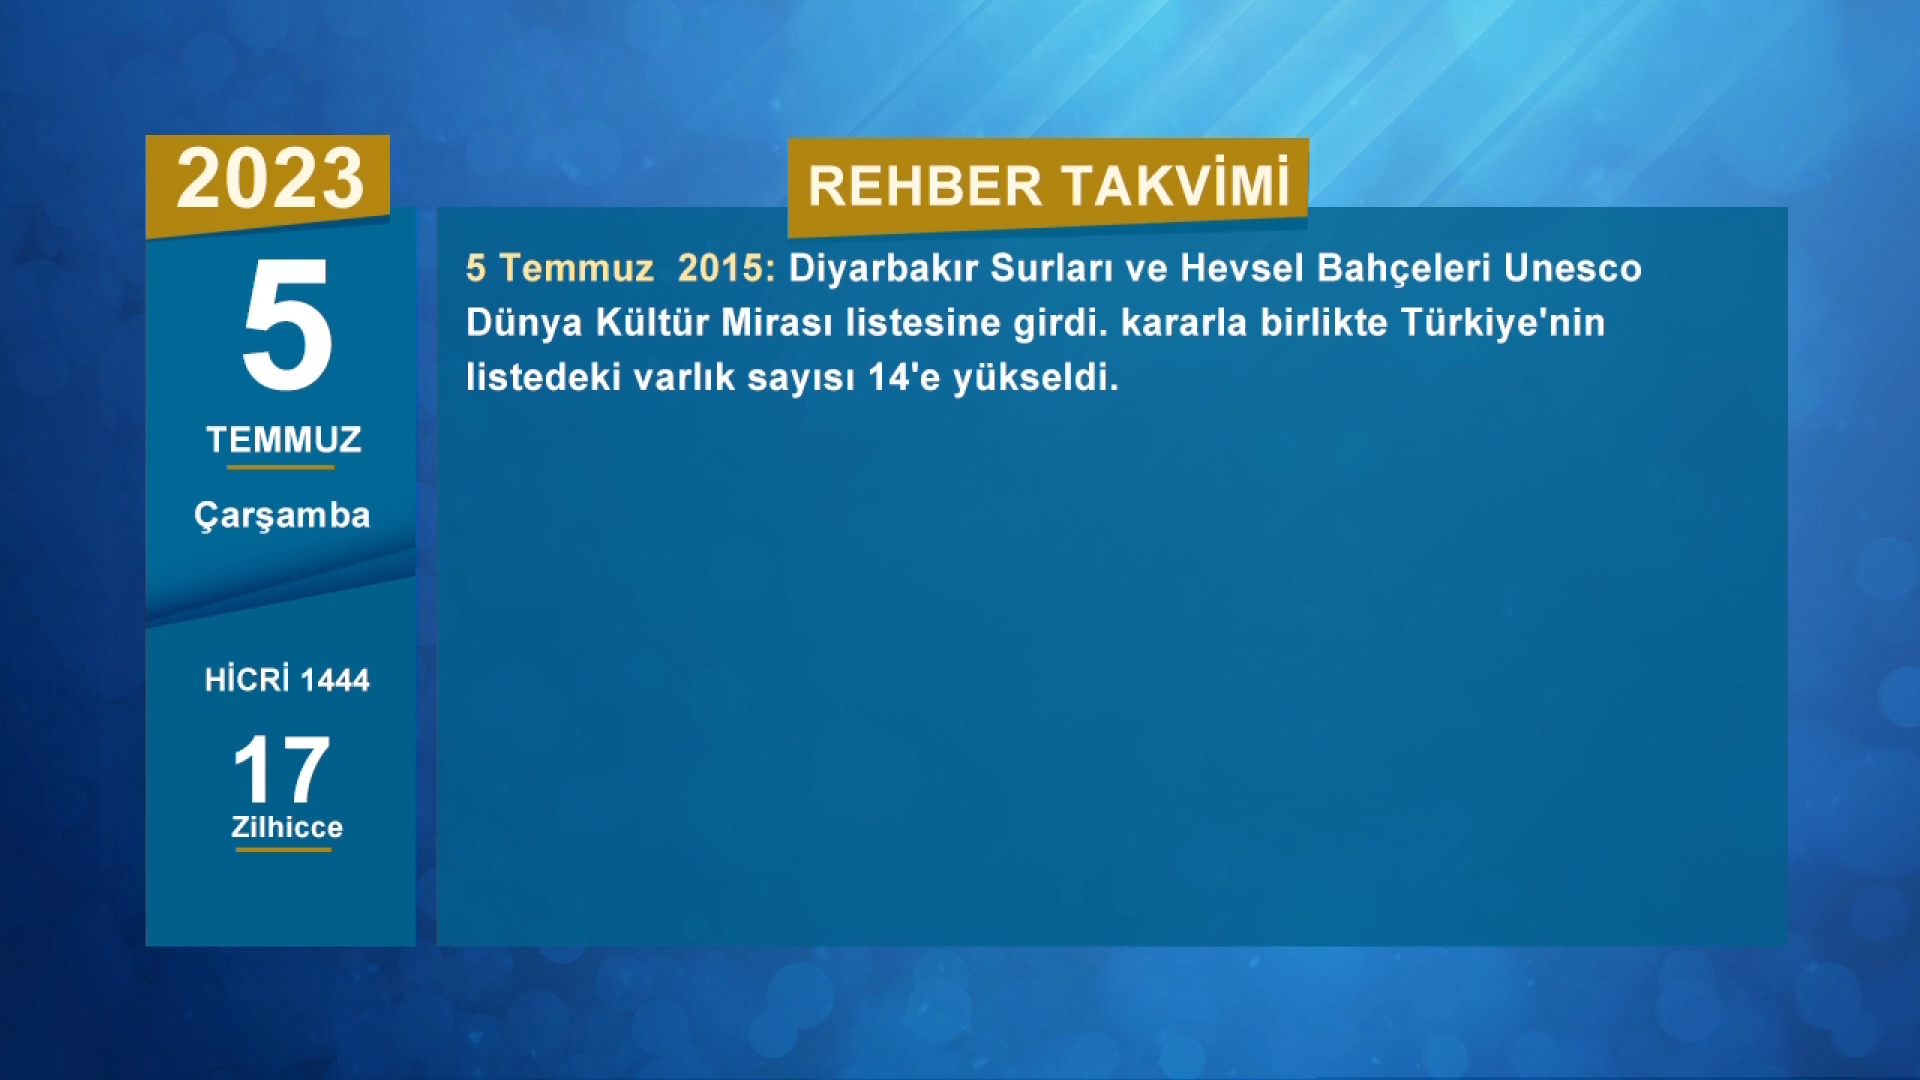 2023
5
TEMMUZ
Çarşamba
HİCRİ 1444
17
Zilhicce
REHBER TAKVİMİ
5 Temmuz  2015: Diyarbakır Surları ve Hevsel Bahçeleri Unesco
Dünya Kültür Mirası listesine girdi. kararla birlikte Türkiye'nin
listedeki varlık sayısı 14'e yükseldi.